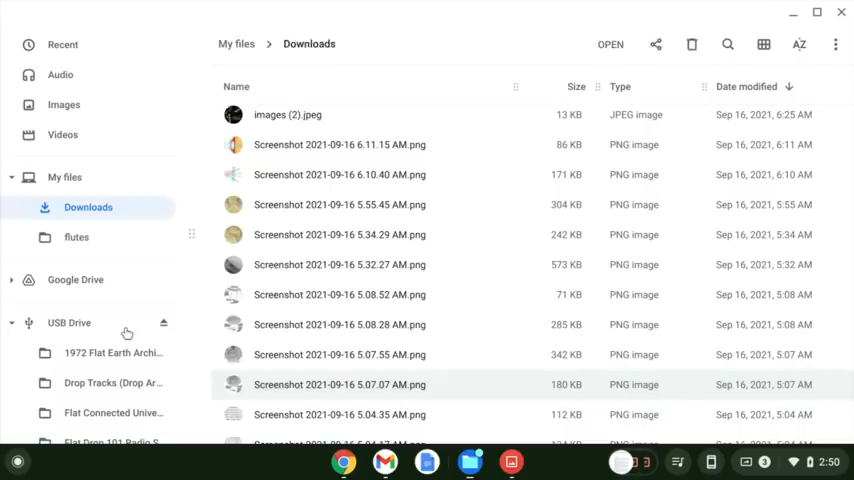 Recent
Audio
Images
Videos
My files
Downloads
flutes
Google Drive
USB Drive
1972 Flat Earth Archi...
Drop Tracks (Drop Ar...
Flat Connected Unive...
Flat Drop 101 Radio S
My files > Downloads
OPEN
AZ
Name Size Type Date modified
images (2).jpeg 13 KB JPEG image Sep 16, 2021, 6:25 AM
Screenshot 2021-09-16 6.11.15 AM.png 86 KB PNG image Sep 16, 2021, 6:11 AM
Screenshot 2021-09-16 6.10.40 AM.png 171 KB PNG image Sep 16, 2021, 6:10 AM
Screenshot 2021-09-16 5.55.45 AM.png 304 KB PNG image Sep 16, 2021, 5:55 AM
Screenshot 2021-09-16 5.34.29 AM.png 242 KB PNG image Sep 16, 2021, 5:34 AM
Screenshot 2021-09-16 5.32.27 AM.png 573 KB PNG image Sep 16, 2021, 5:32 AM
Screenshot 2021-09-16 5.08.52 AM.png 71 KB PNG image Sep 16, 2021, 5:08 AM
Screenshot 2021-09-16 5.08.28 AM.png 285 KB PNG image Sep 16, 2021, 5:08 AM
Screenshot 2021-09-16 5.07.55 AM.png 342 KB PNG image Sep 16, 2021, 5:07 AM
Screenshot 2021-09-16 5.07.07 AM.png 180 KB PNG image Sep 16, 2021, 5:07 AM
Screenshot 2021-09-16 5.04.35 AM.png 112 KB PNG image Sep 16, 2021, 5:04 AM
3 2:50